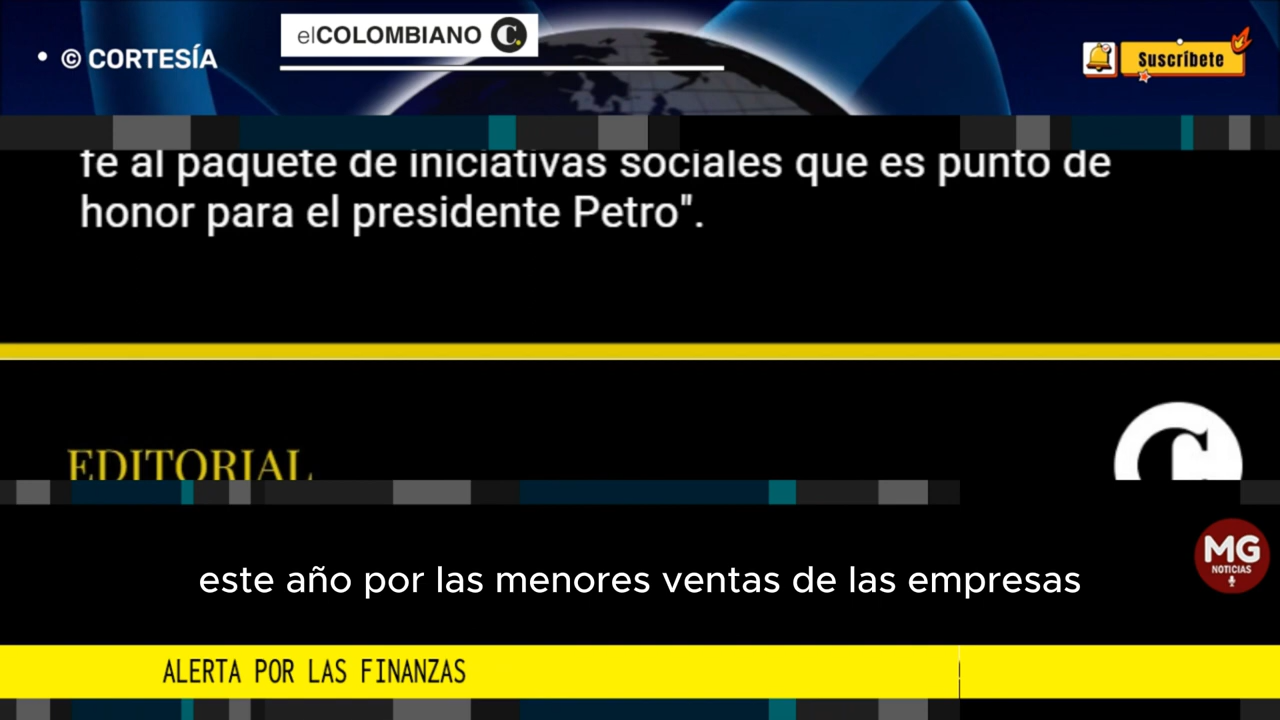 © CORTESÍA
elCOLOMBIANO C.
Suscríbete
fe al paquete de iniciativas sociales que es punto de
honor para el presidente Petro".
EDITORIAL
C
MG
NOTICIAS
este año por las menores ventas de las empresas
ALERTA POR LAS FINANZAS